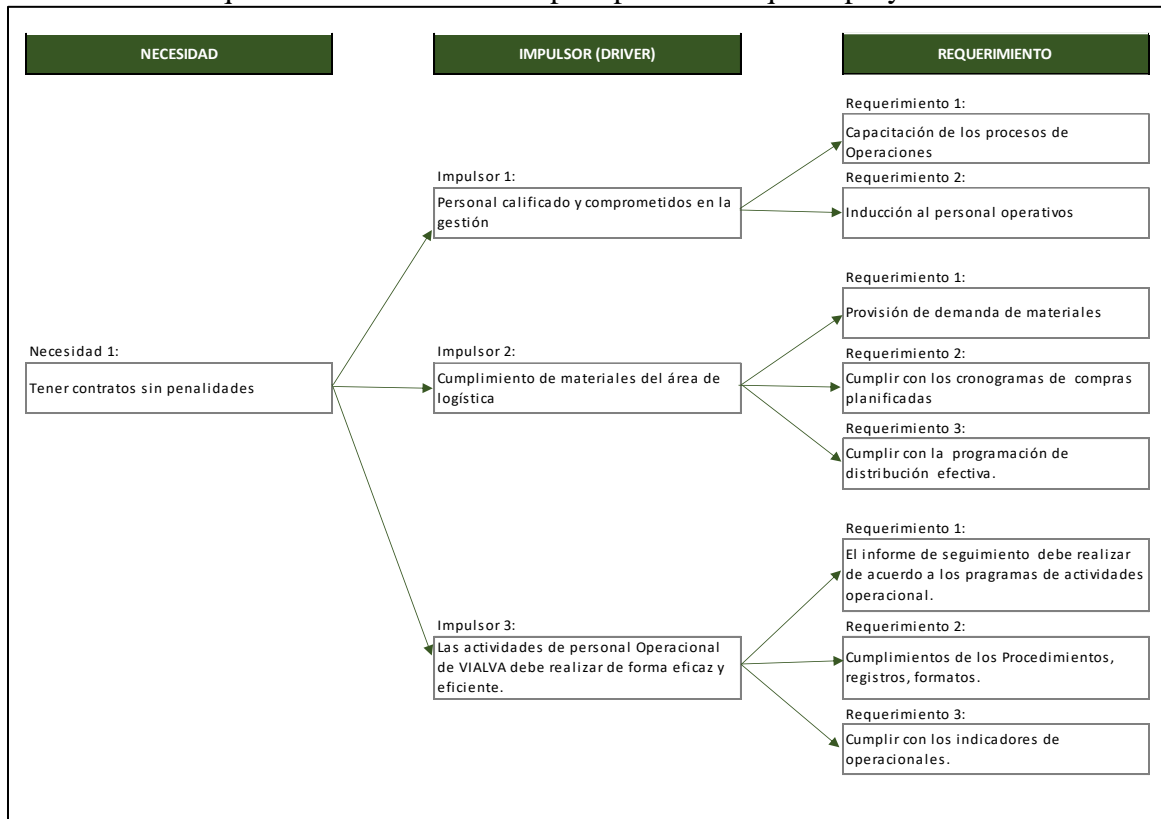 NECESIDAD
IMPULSOR (DRIVER)
REQUERIMIENTO
Necesidad 1:
Tener contratos sin penalidades
Impulsor 1:
Personal calificado y comprometidos en la
gestión
Impulsor 2:
Cumplimiento de materiales del área de
logística
Impulsor 3:
Las actividades de personal Operacional
de VIALVA debe realizar de forma eficaz y
eficiente.
Requerimiento 1:
Capacitación de los procesos de
Operaciones
Requerimiento 2:
Inducción al personal operativos
Requerimiento 1:
Provisión de demanda de materiales
Requerimiento 2:
Cumplir con los cronogramas de compras
planificadas
Requerimiento 3:
Cumplir con la programación de
distribución efectiva.
Requerimiento 1:
El informe de seguimiento debe realizar
de acuerdo a los pragramas de actividades
operacional.
Requerimiento 2:
Cumplimientos de los Procedimientos,
registros, formatos.
Requerimiento 3:
Cumplir con los indicadores de
operacionales.